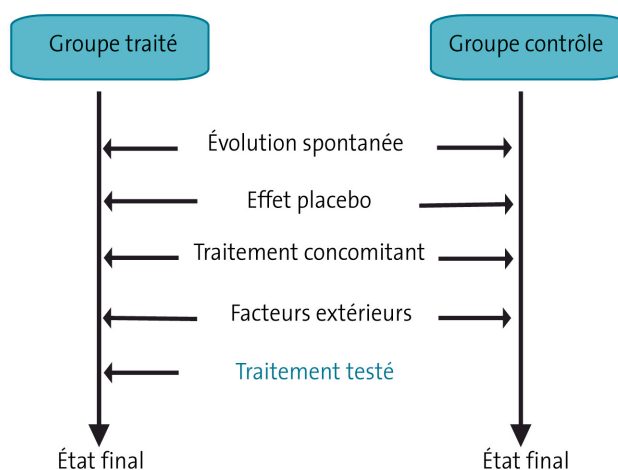 Groupe traité
Groupe contrôle
Évolution spontanée
Effet placebo
Traitement concomitant
Facteurs extérieurs
Traitement testé
État final
État final